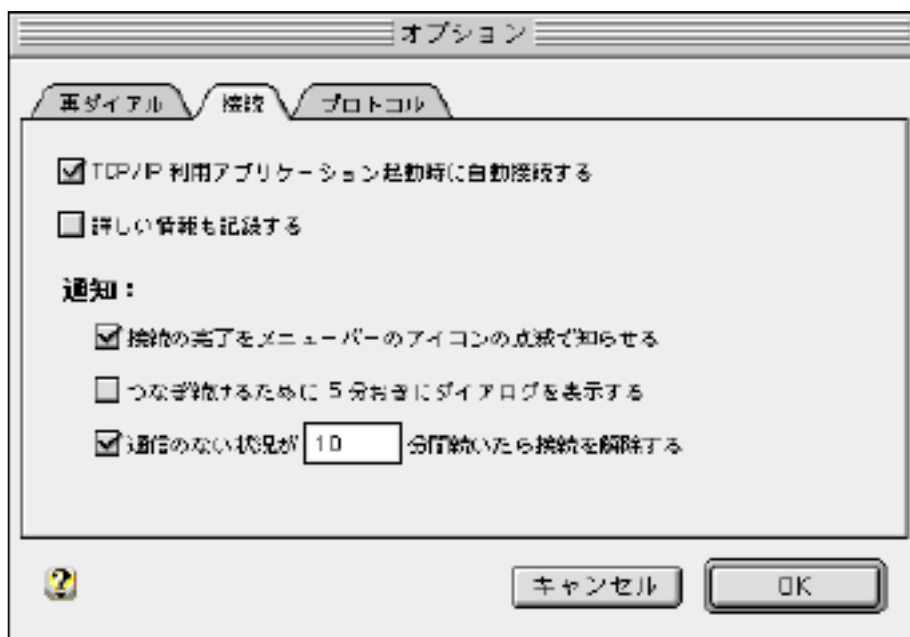 オプション
再ダイアル 接続 プロトコル
TCP/IP 利用アプリケーション起動時に自動接続する
詳しい情報も記録する
通知：
接続の完了をメニューバーのアイコンの点滅で知らせる
つなぎ続けるために 5 分おきにダイアログを表示する
通信のない状況が 10 分間続いたら接続を解除する
キャンセル OK